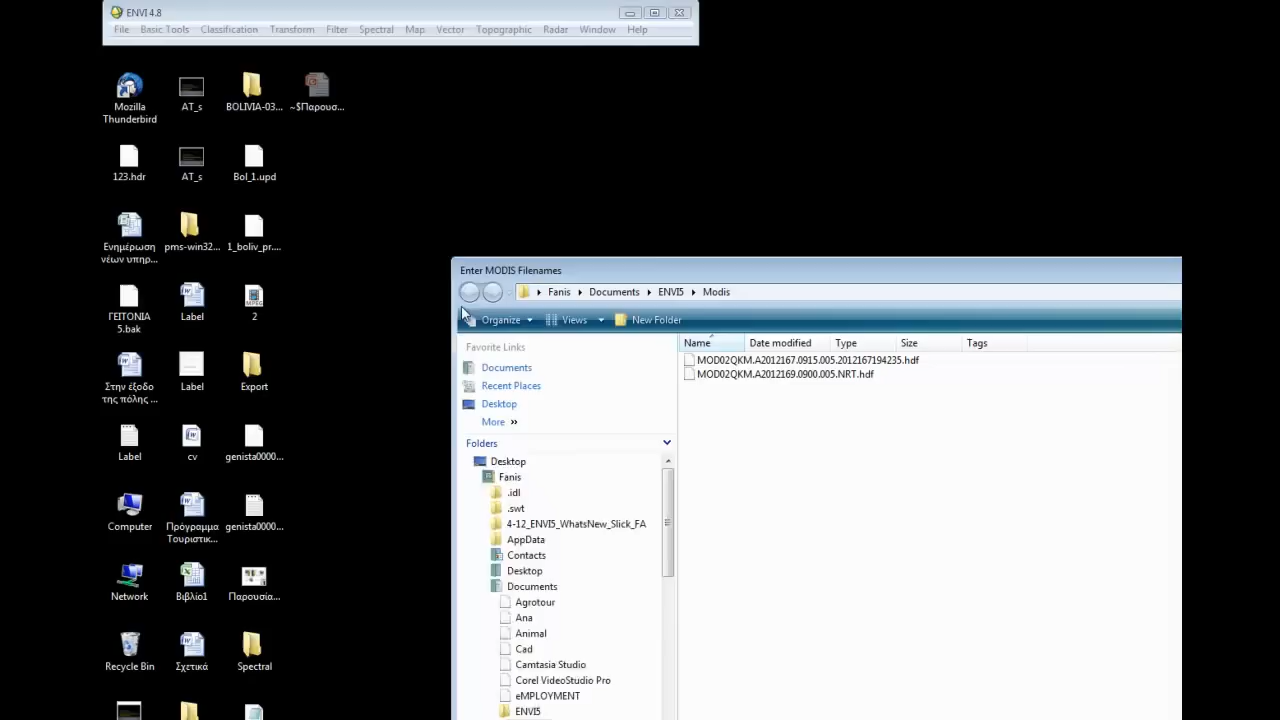 ENVI 4.8
File Basic Tools Classification Transform Filter Spectral Map Vector Topographic Radar Window Help
Mozilla Thunderbird
AT_s
BOLIVIA-03...
~$Παρουσ...
123.hdr
AT_s
Bol_1.upd
Ενημέρωση νέων υπηρ...
pms-win32...
1_boliv_pr....
ΓΕΙΤΟΝΙΑ 5.bak
Label
MPEG
2
Στην έξοδο της πόλης ...
Label
Export
Label
cv
genista0000...
Computer
Πρόγραμμα Τουριστικ...
genista0000...
Network
Βιβλίο1
Παρουσία...
Recycle Bin
Σχετικά
Spectral
Enter MODIS Filenames
Fanis Documents ENVI5 Modis
Organize Views New Folder
Favorite Links
Documents
Recent Places
Desktop
More »
Folders
Desktop
Fanis
.idl
.swt
4-12_ENVI5_WhatsNew_Slick_FA
AppData
Contacts
Desktop
Documents
Agrotour
Ana
Animal
Cad
Camtasia Studio
Corel VideoStudio Pro
eMPLOYMENT
ENVI5
Name Date modified Type Size Tags
MOD02QKM.A2012167.0915.005.2012167194235.hdf
MOD02QKM.A2012169.0900.005.NRT.hdf